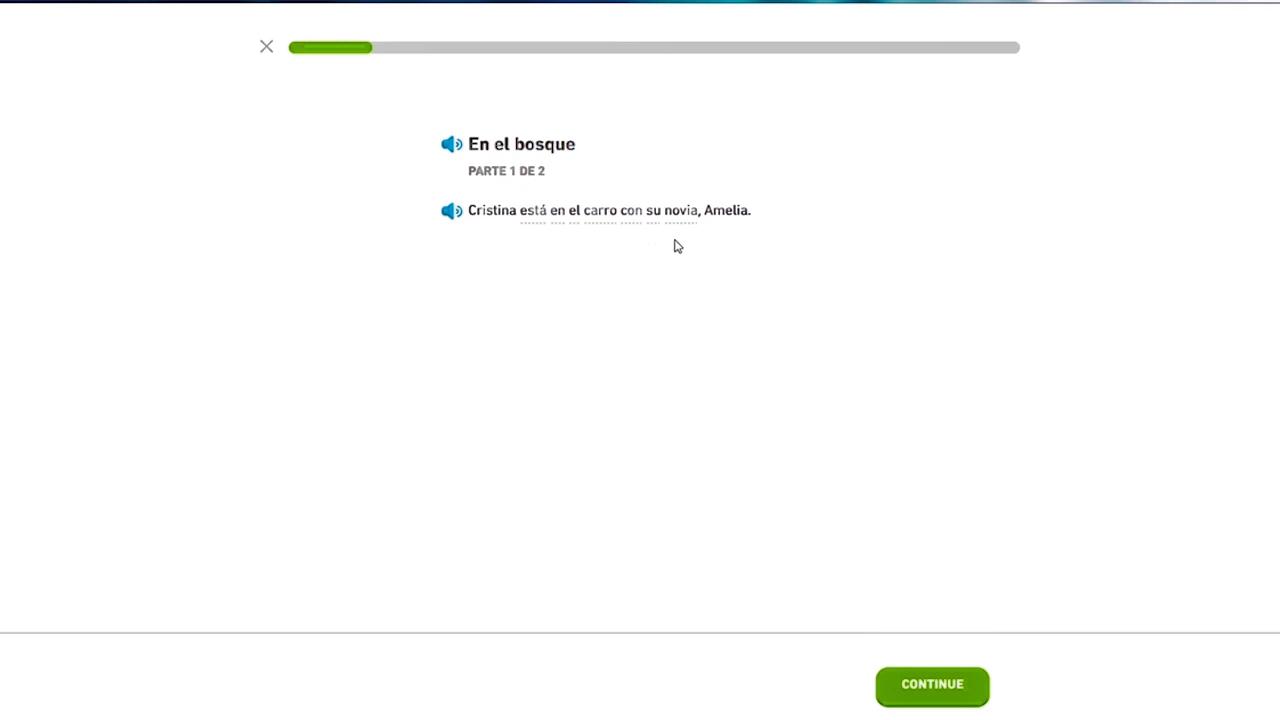 En el bosque
PARTE 1 DE 2
Cristina está en el carro con su novia, Amelia.
CONTINUE